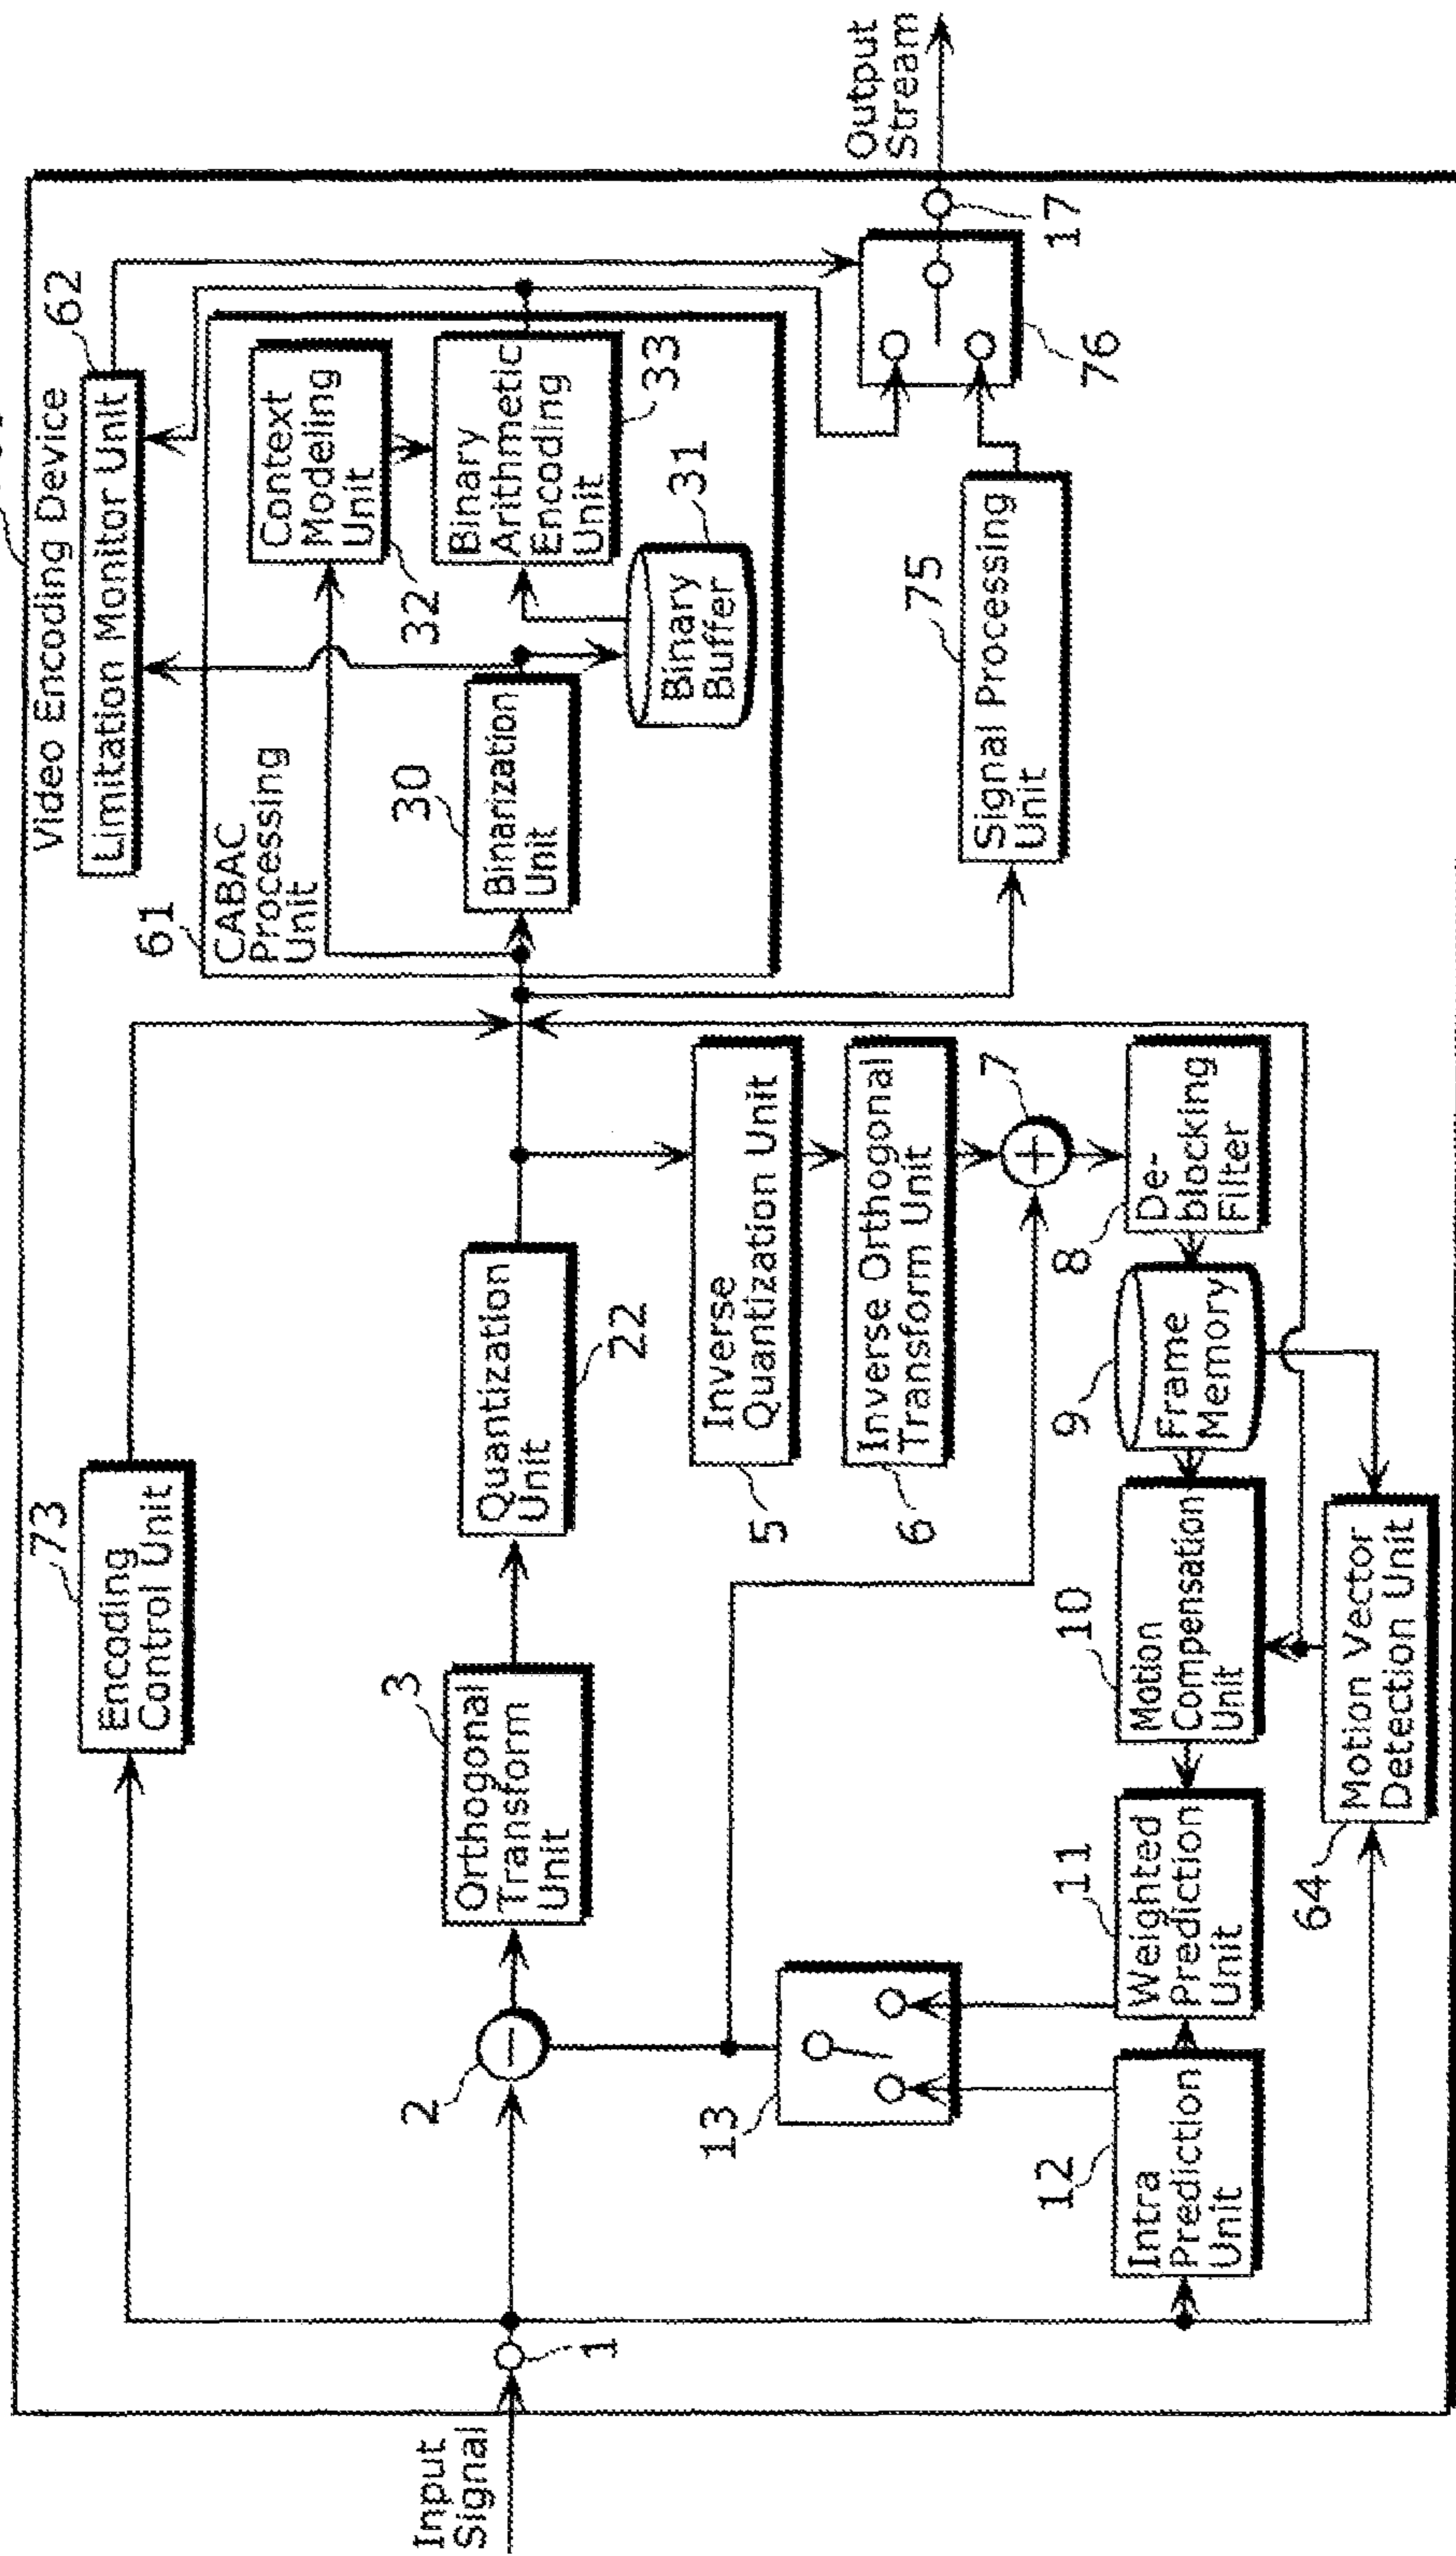 Video Encoding Device
73
Encoding
Control Unit
62
Limitation Monitor Unit
61
CABAC
Processing
Unit
Context
Modeling
Unit
32
30
Binarization
Unit
Binary
Arithmetic
Encoding
Unit
33
31
Binary
Buffer
Input
Signal
1
2
3
Orthogonal
Transform
Unit
Quantization
Unit
22
Inverse
Quantization Unit
5
Inverse Orthogonal
Transform Unit
6
7
75
Signal Processing
Unit
76
17
Output
Stream
13
12
Intra
Prediction
Unit
11
Weighted
Prediction
Unit
10
Motion
Compensation
Unit
9
Frame
Memory
8
De-
blocking
Filter
64
Motion Vector
Detection Unit